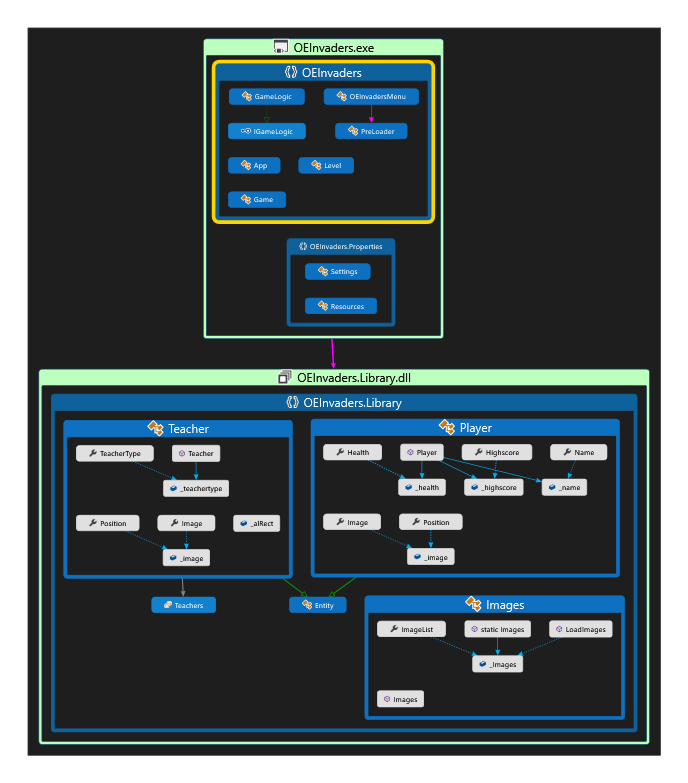 OEInvaders.exe
OEInvaders
GameLogic
OEInvadersMenu
IGameLogic
PreLoader
App
Level
Game
OEInvaders.Properties
Settings
Resources
OEInvaders.Library.dll
OEInvaders.Library
Teacher
TeacherType
Teacher
_teachertype
Position
Image
_alRect
_image
Player
Health
Player
Highscore
Name
_health
_highscore
_name
Image
Position
_image
Teachers
Entity
Images
ImageList
static Images
LoadImages
_Images
Images